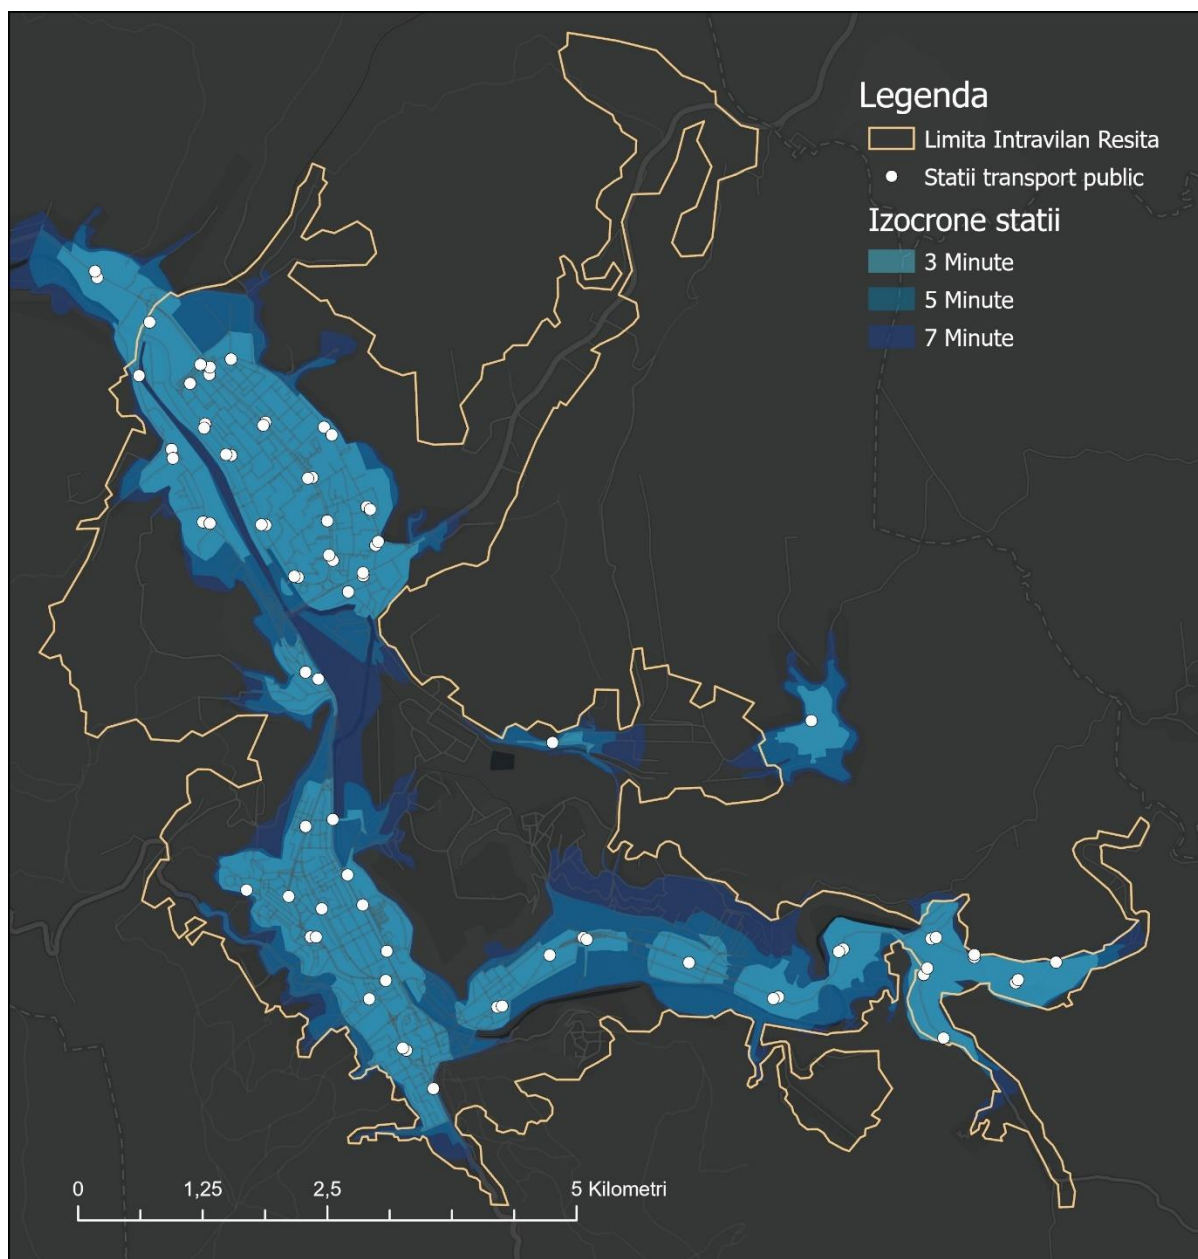 Legenda
Limita Intravilan Resita
Statii transport public
Izocrone statii
3 Minute
5 Minute
7 Minute
0 1,25 2,5 5 Kilometri